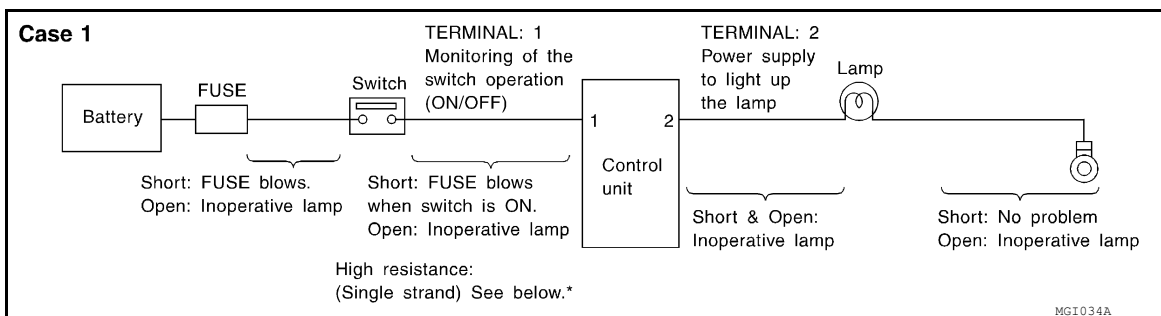 Case 1
TERMINAL: 1
Monitoring of the
switch operation
(ON/OFF)
TERMINAL: 2
Power supply
to light up
the lamp
Lamp
Battery
FUSE
Switch
1
2
Control
unit
Short: FUSE blows.
Open: Inoperative lamp
Short: FUSE blows
when switch is ON.
Open: Inoperative lamp
Short & Open:
Inoperative lamp
Short: No problem
Open: Inoperative lamp
High resistance:
(Single strand) See below.*
MGI034A